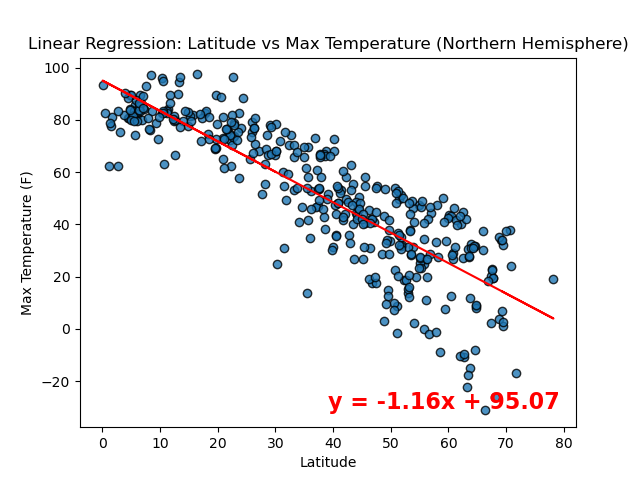 Linear Regression: Latitude vs Max Temperature (Northern Hemisphere)
100
80
60
40
20
0
−20
Max Temperature (F)
y = -1.16x + 95.07
0 10 20 30 40 50 60 70 80
Latitude